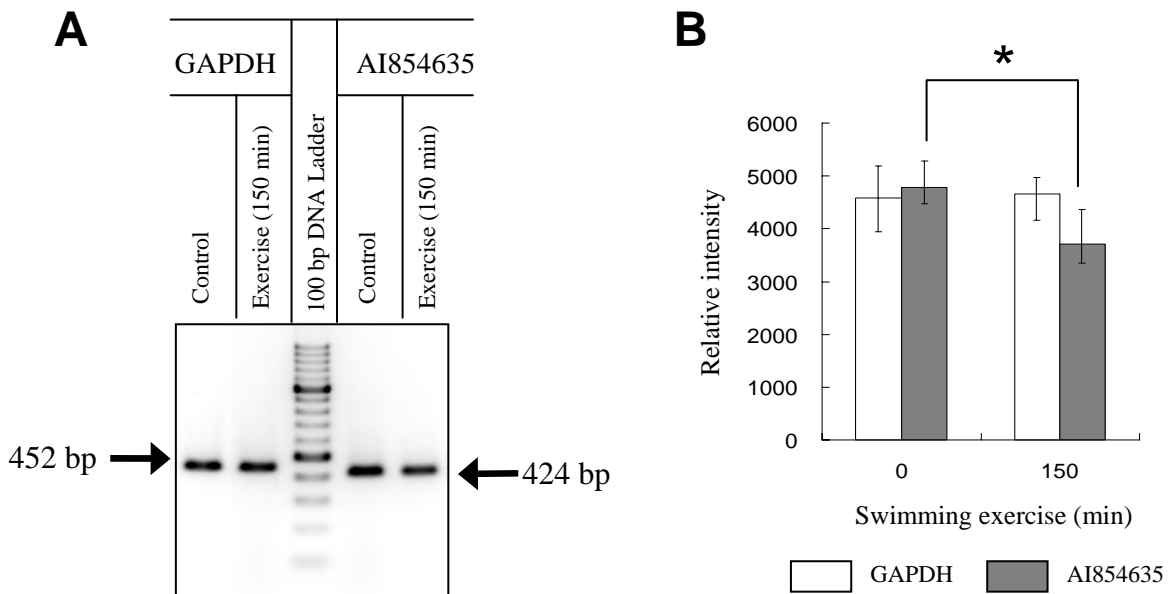 A
GAPDH
AI854635
Control
Exercise (150 min)
100 bp DNA Ladder
Control
Exercise (150 min)
452 bp
424 bp
B
*
6000
5000
4000
3000
2000
1000
0
Relative intensity
0
150
Swimming exercise (min)
GAPDH
AI854635